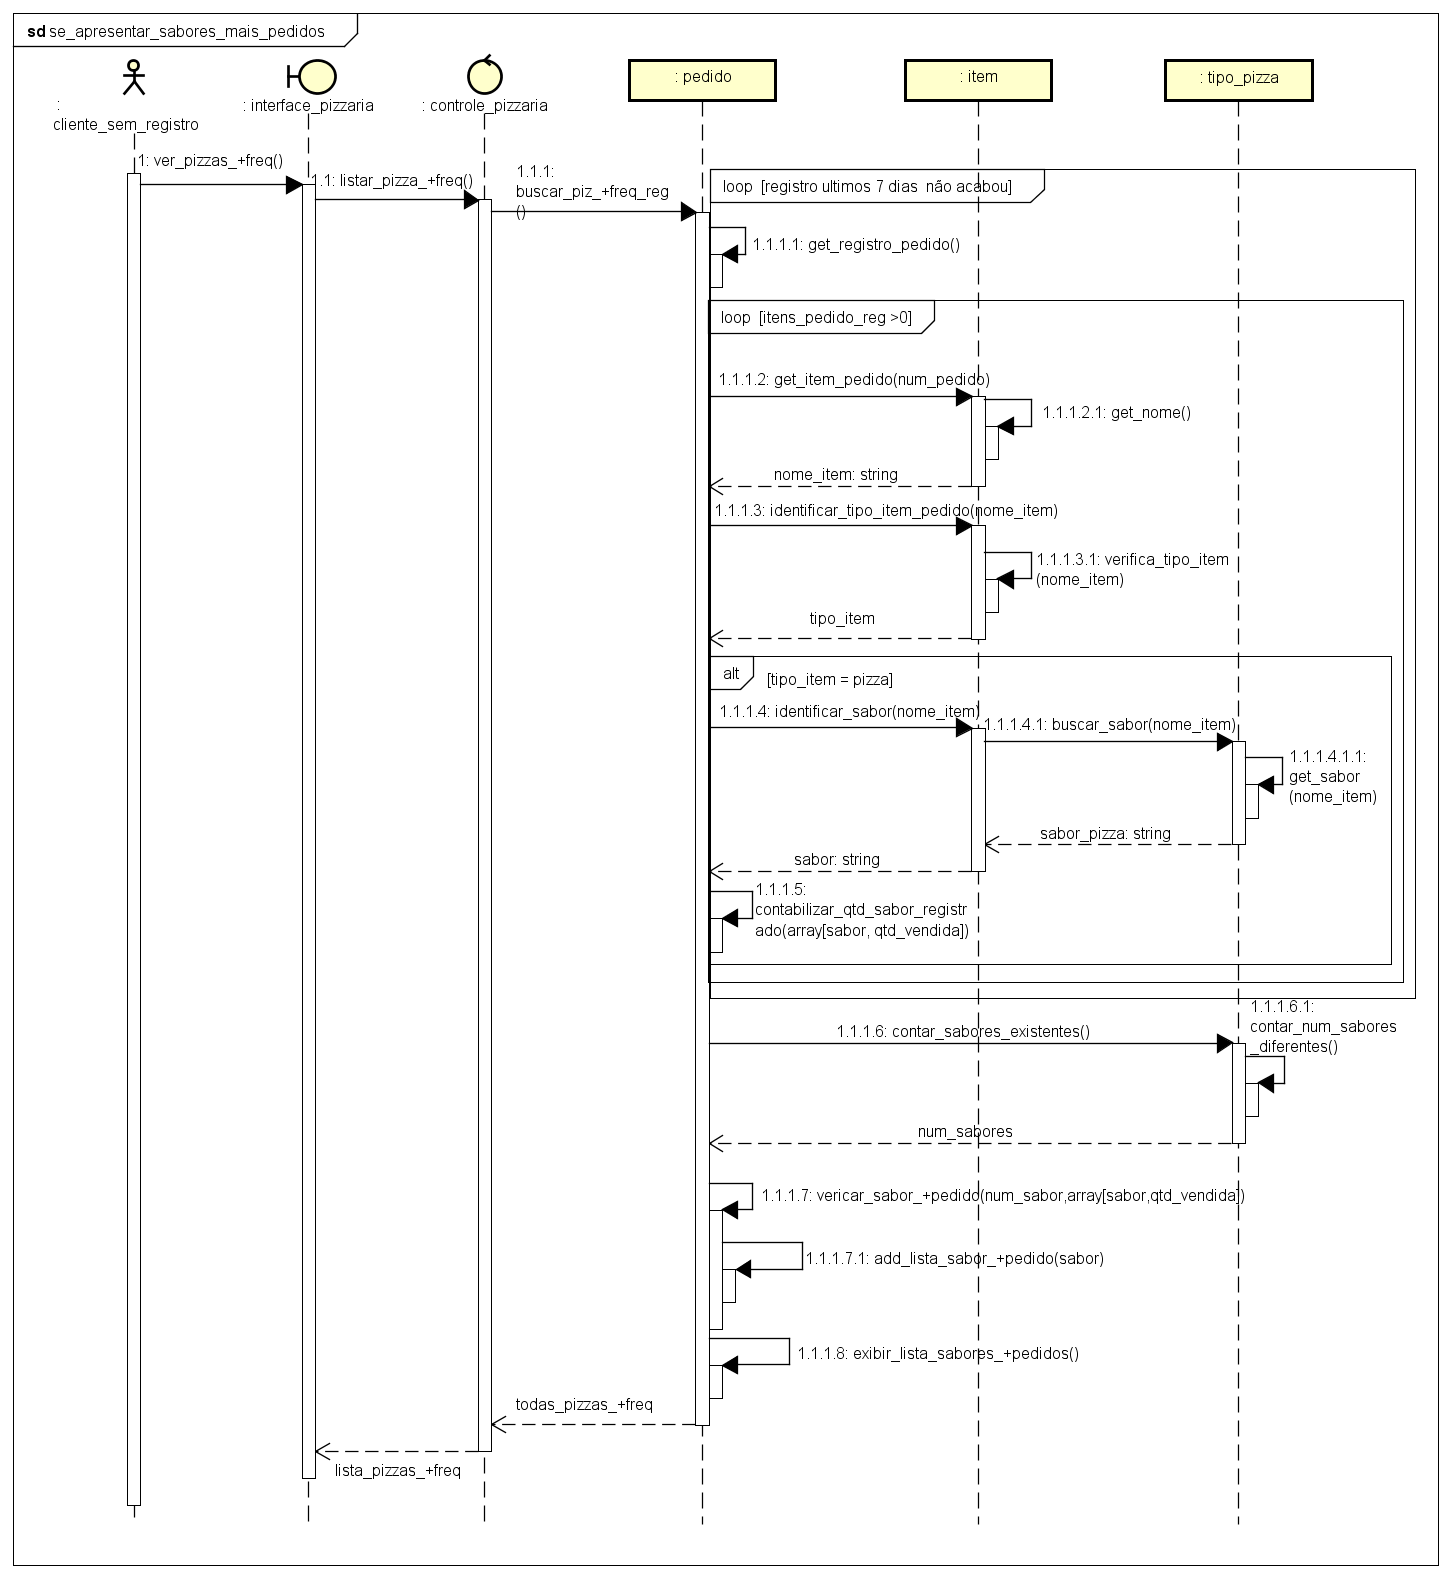 sd se_apresentar_sabores_mais_pedidos
:
cliente_sem_registro
: interface_pizzaria
: controle_pizzaria
: pedido
: item
: tipo_pizza
1: ver_pizzas_+freq()
1.1: listar_pizza_+freq()
1.1.1:
buscar_piz_+freq_reg
()
loop [registro ultimos 7 dias não acabou]
1.1.1.1: get_registro_pedido()
loop [itens_pedido_reg >0]
1.1.1.2: get_item_pedido(num_pedido)
1.1.1.2.1: get_nome()
nome_item: string
1.1.1.3: identificar_tipo_item_pedido(nome_item)
1.1.1.3.1: verifica_tipo_item
(nome_item)
tipo_item
alt [tipo_item = pizza]
1.1.1.4: identificar_sabor(nome_item)
1.1.1.4.1: buscar_sabor(nome_item)
1.1.1.4.1.1:
get_sabor
(nome_item)
sabor_pizza: string
sabor: string
1.1.1.5:
contabilizar_qtd_sabor_registr
ado(array[sabor, qtd_vendida])
1.1.1.6: contar_sabores_existentes()
1.1.1.6.1:
contar_num_sabores
_diferentes()
num_sabores
1.1.1.7: vericar_sabor_+pedido(num_sabor,array[sabor,qtd_vendida])
1.1.1.7.1: add_lista_sabor_+pedido(sabor)
1.1.1.8: exibir_lista_sabores_+pedidos()
todas_pizzas_+freq
lista_pizzas_+freq